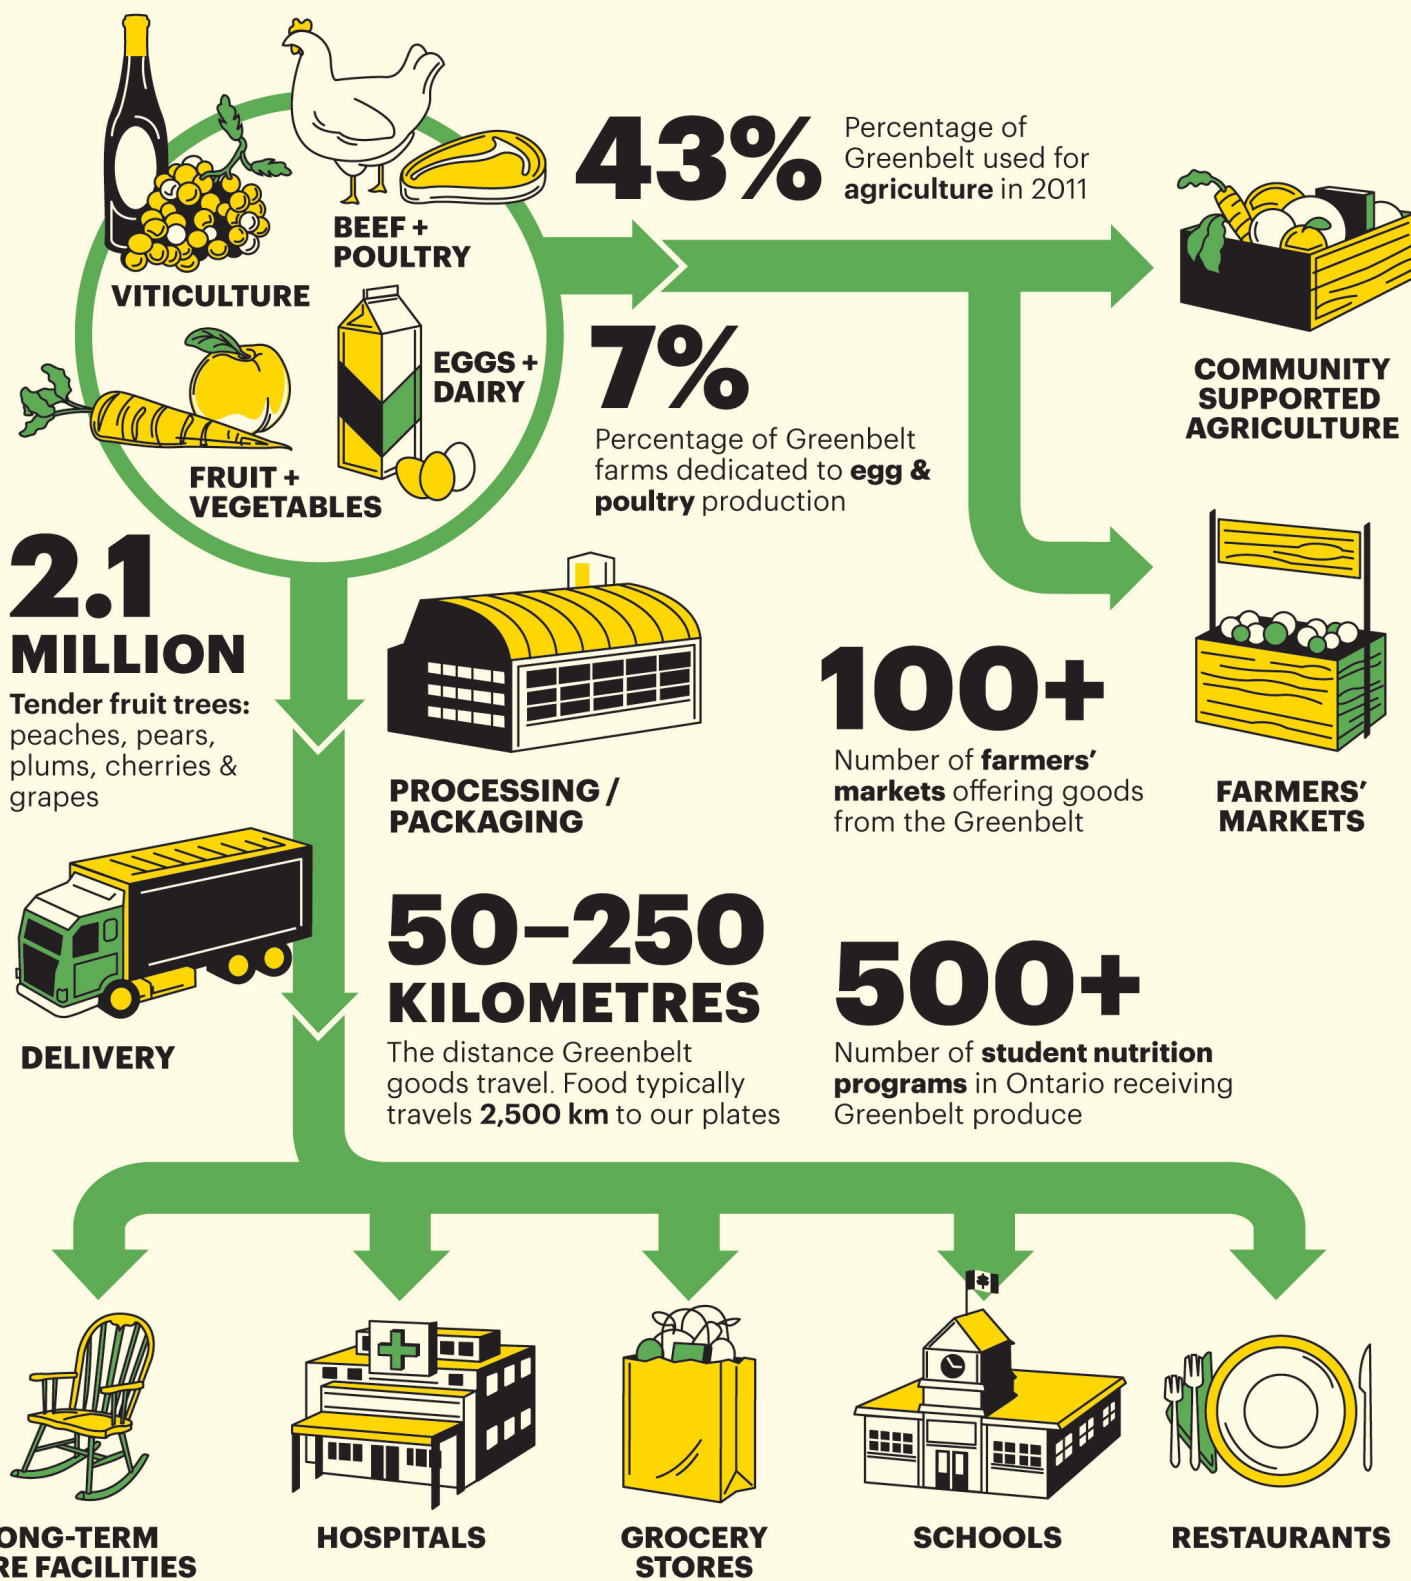 43%
Percentage of
Greenbelt used for
agriculture in 2011
BEEF +
POULTRY
VITICULTURE
EGGS +
DAIRY
FRUIT +
VEGETABLES
7%
Percentage of Greenbelt
farms dedicated to egg &
poultry production
COMMUNITY
SUPPORTED
AGRICULTURE
2.1
MILLION
Tender fruit trees:
peaches, pears,
plums, cherries &
grapes
PROCESSING /
PACKAGING
100+
Number of farmers’
markets offering goods
from the Greenbelt
FARMERS’
MARKETS
DELIVERY
50–250
KILOMETRES
The distance Greenbelt
goods travel. Food typically
travels 2,500 km to our plates
500+
Number of student nutrition
programs in Ontario receiving
Greenbelt produce
ONG-TERM
RE FACILITIES
HOSPITALS
GROCERY
STORES
SCHOOLS
RESTAURANTS